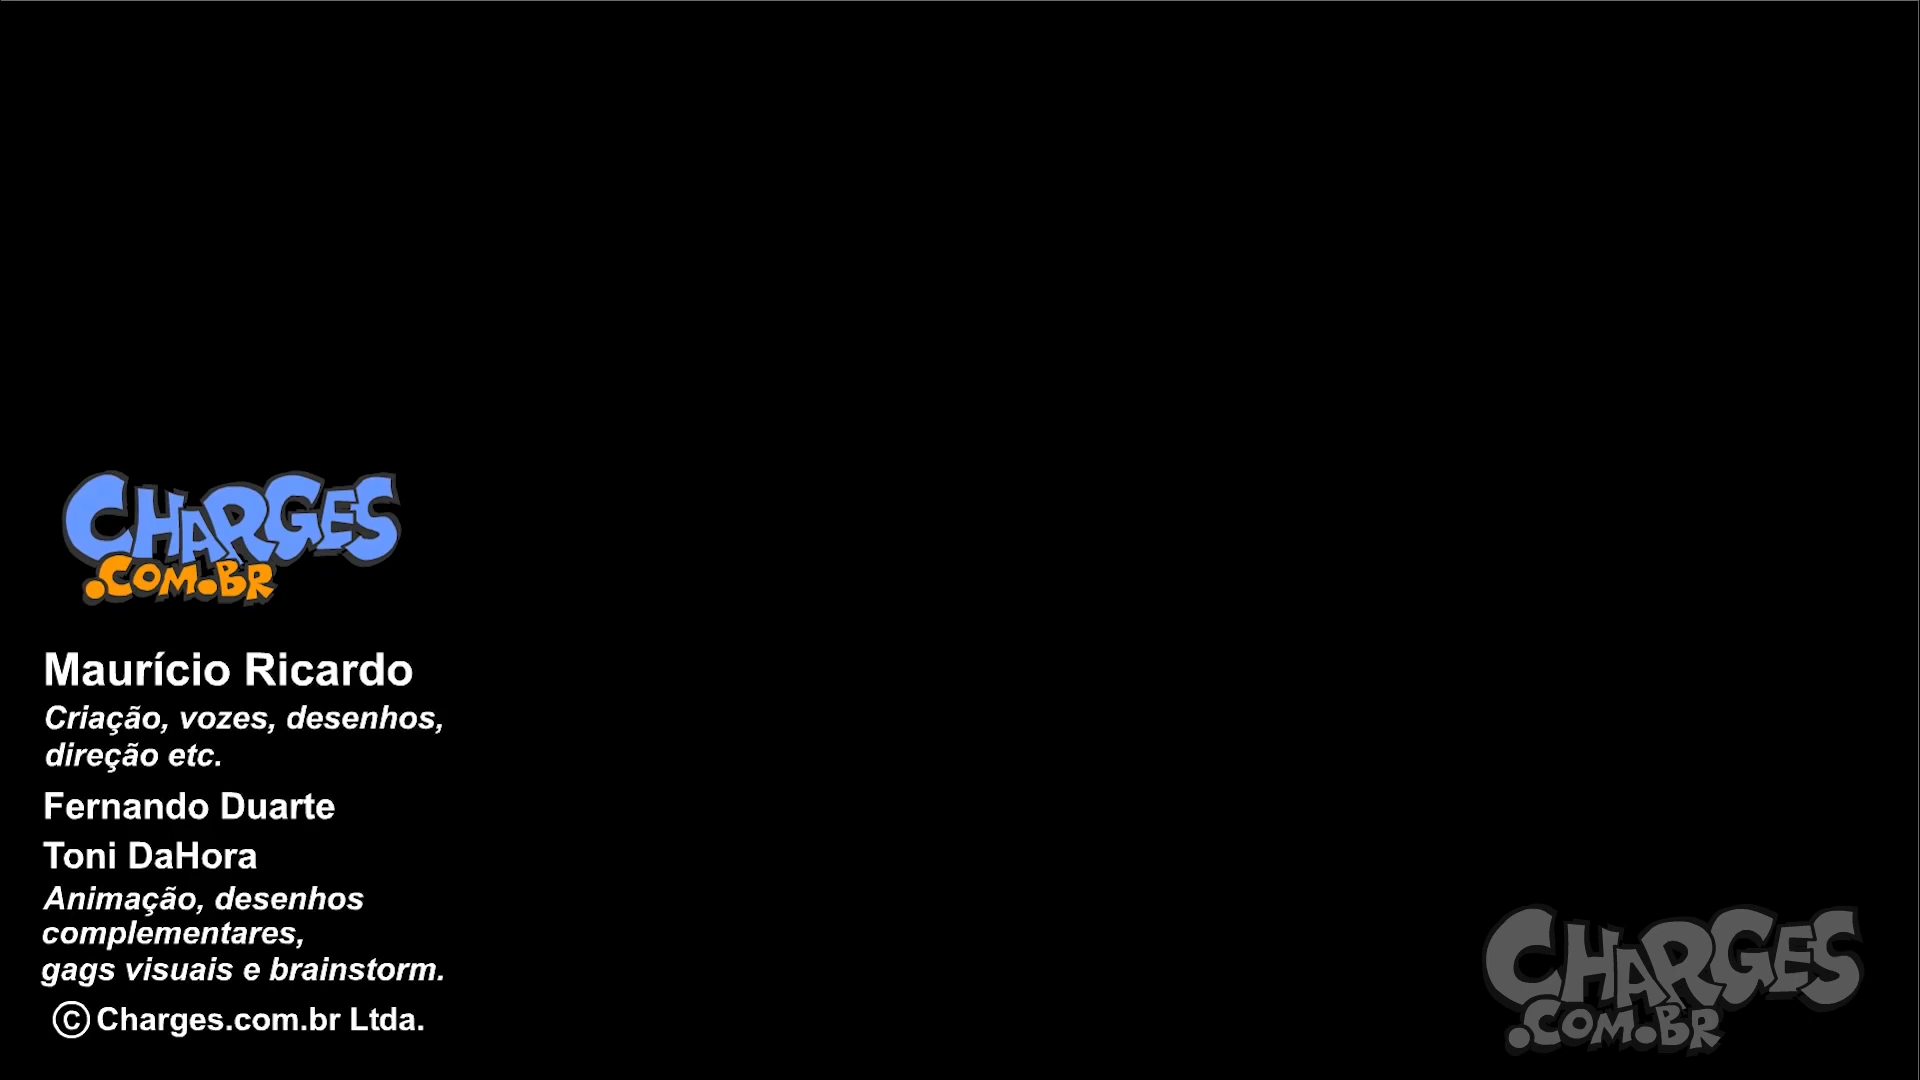 CHARGES
.COM.BR
Maurício Ricardo
Criação, vozes, desenhos,
direção etc.
Fernando Duarte
Toni DaHora
Animação, desenhos
complementares,
gags visuais e brainstorm.
© Charges.com.br Ltda.
CHARGES
.COM.BR